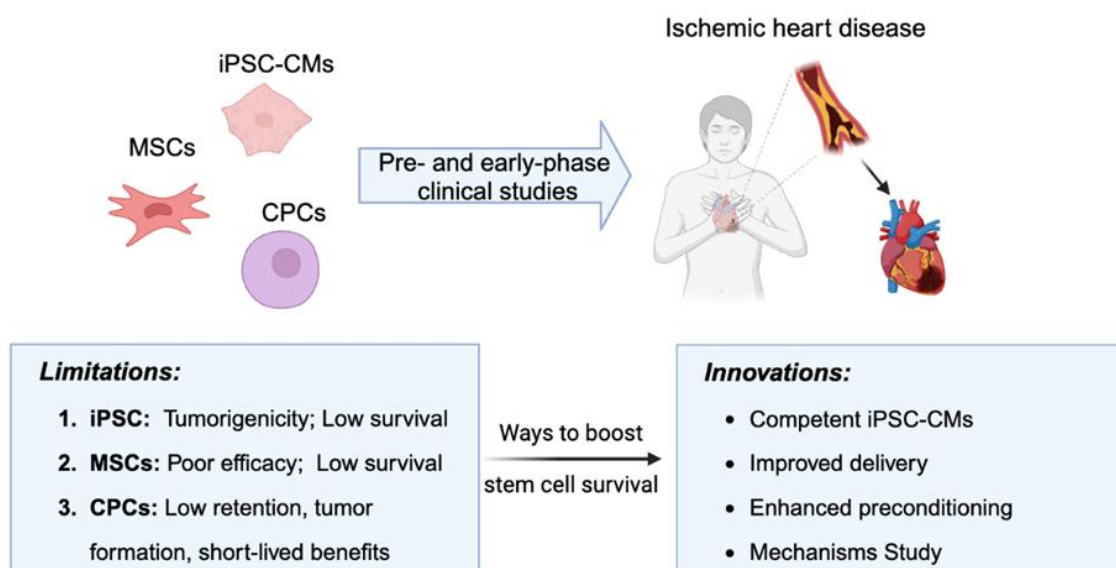 Ischemic heart disease
iPSC-CMs
MSCs
CPCs
Pre- and early-phase
clinical studies
Limitations:
1. iPSC: Tumorigenicity; Low survival
2. MSCs: Poor efficacy; Low survival
3. CPCs: Low retention, tumor
formation, short-lived benefits
Ways to boost
stem cell survival
Innovations:
• Competent iPSC-CMs
• Improved delivery
• Enhanced preconditioning
• Mechanisms Study